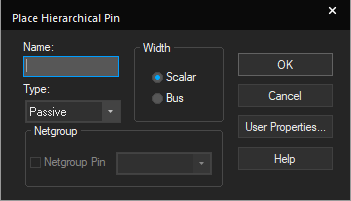 Place Hierarchical Pin
Name:
Width
Scalar
Bus
Type:
Passive
Netgroup
Netgroup Pin
OK
Cancel
User Properties...
Help